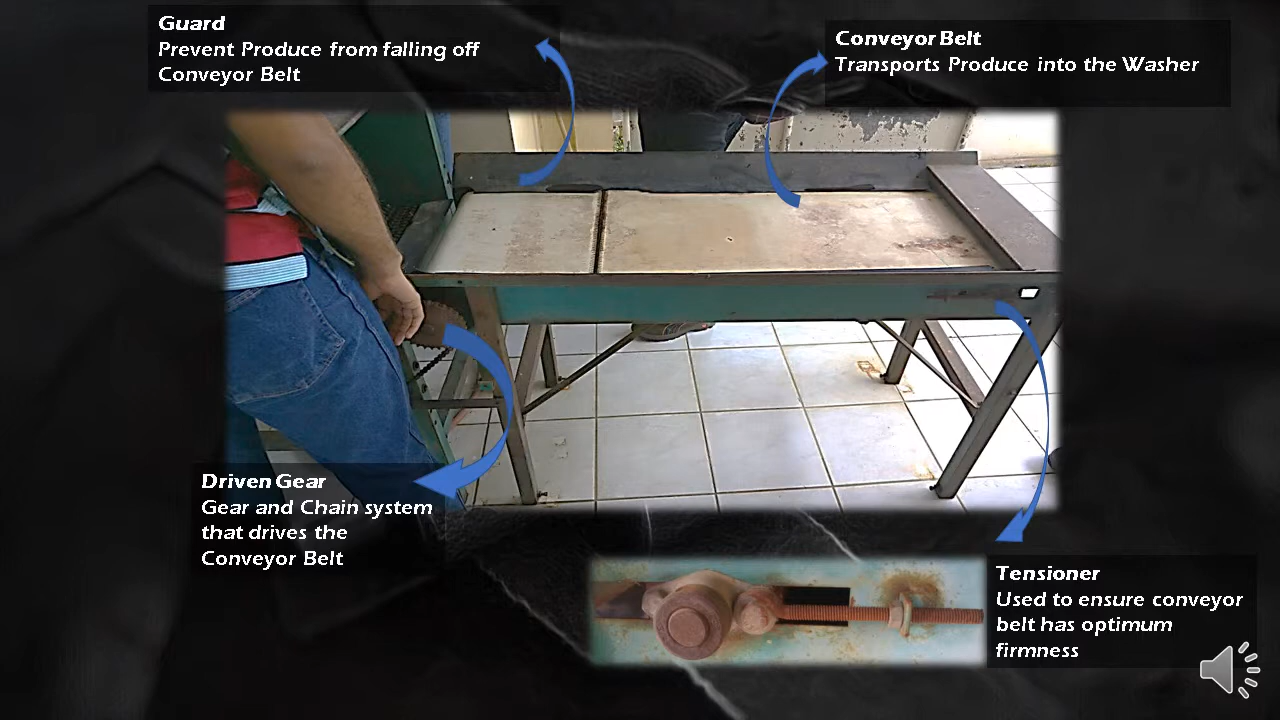 Guard
Prevent Produce from falling off
Conveyor Belt
Conveyor Belt
Transports Produce into the Washer
Driven Gear
Gear and Chain system
that drives the
Conveyor Belt
Tensioner
Used to ensure conveyor
belt has optimum
firmness